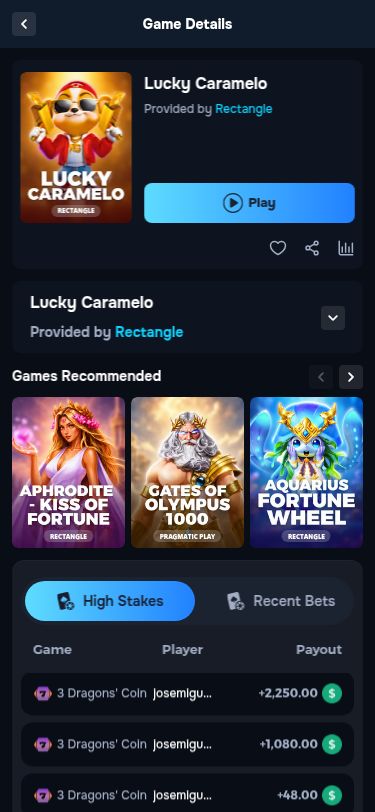 Game Details
LUCKY
CARAMELO
RECTANGLE
Lucky Caramelo
Provided by Rectangle
Play
Lucky Caramelo
Provided by Rectangle
Games Recommended
APHRODITE
- KISS OF
FORTUNE
RECTANGLE
GATES OF
OLYMPUS
1000
PRAGMATIC PLAY
AQUARIUS
FORTUNE
WHEEL
RECTANGLE
High Stakes Recent Bets
Game Player Payout
3 Dragons' Coin josemigu... +2,250.00 $
3 Dragons' Coin josemigu... +1,080.00 $
3 Dragons' Coin josemigu... +48.00 $